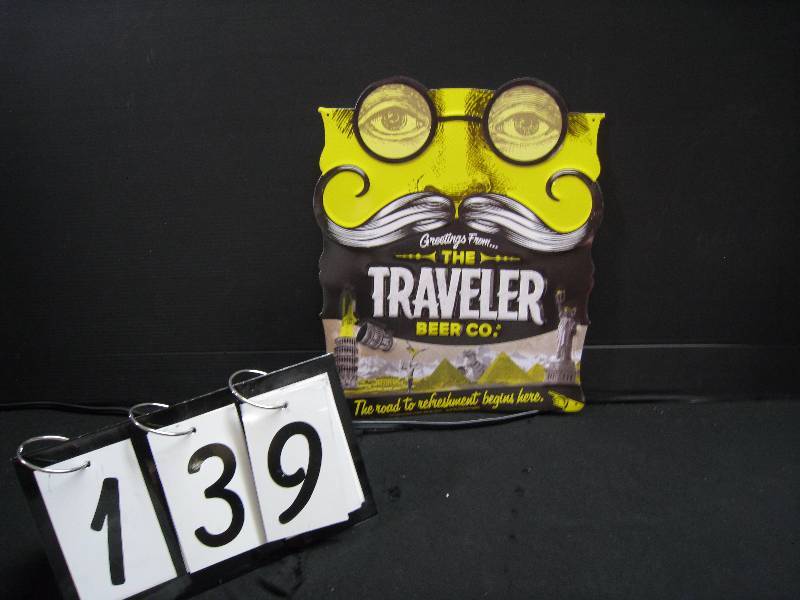 Greetings From...
THE
TRAVELER
BEER CO.
The road to refreshment begins here.
139